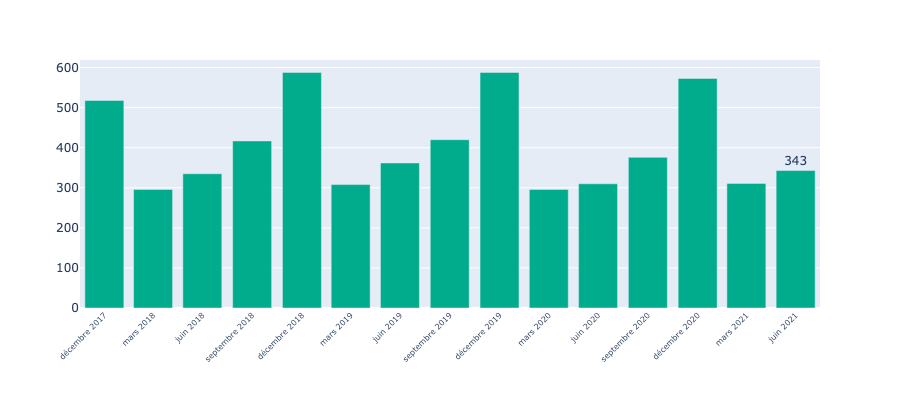 600
500
400
300
200
100
0
343
décembre 2017
mars 2018
juin 2018
septembre 2018
décembre 2018
mars 2019
juin 2019
septembre 2019
décembre 2019
mars 2020
juin 2020
septembre 2020
décembre 2020
mars 2021
juin 2021